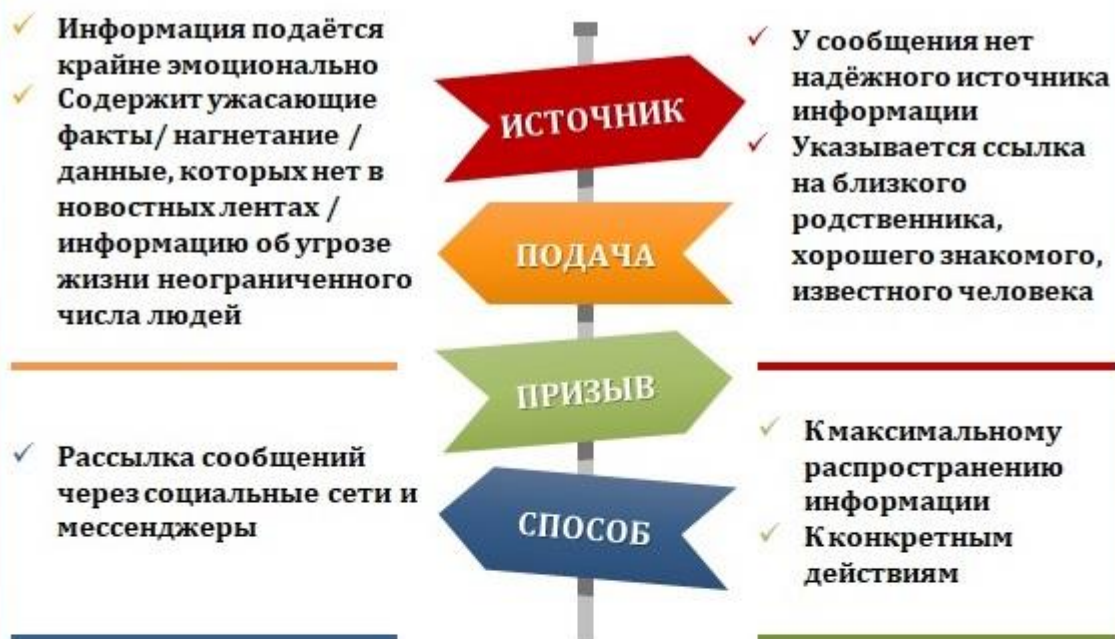 Информация подаётся
крайне эмоционально
Содержит ужасающие
факты/ нагнетание /
данные, которых нет в
новостных лентах /
информацию об угрозе
жизни неограниченного
числа людей
Рассылка сообщений
через социальные сети и
мессенджеры
ИСТОЧНИК
ПОДАЧА
ПРИЗЫВ
СПОСОБ
У сообщения нет
надёжного источника
информации
Указывается ссылка
на близкого
родственника,
хорошего знакомого,
известного человека
К максимальному
распространению
информации
К конкретным
действиям